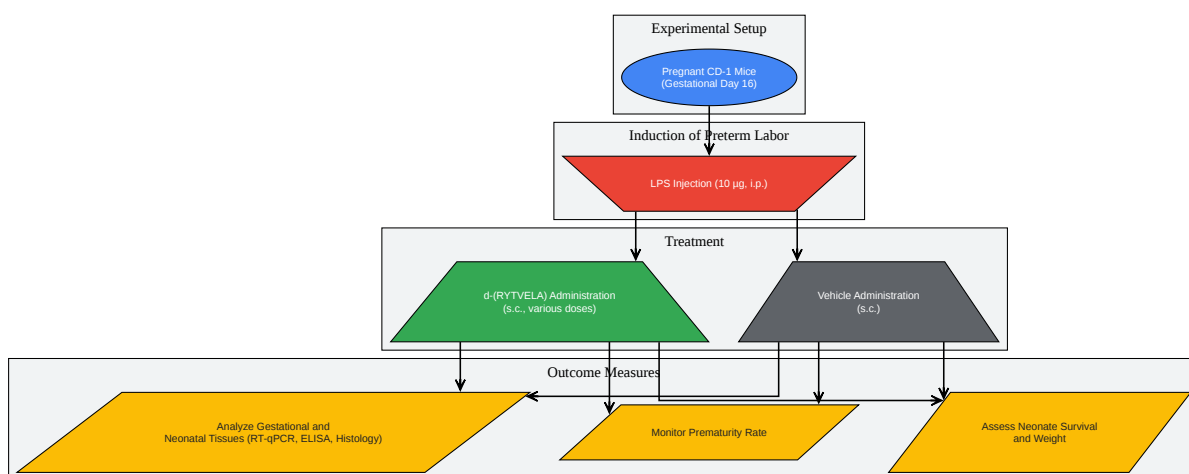 Experimental Setup
Pregnant CD-1 Mice
(Gestational Day 16)
Induction of Preterm Labor
LPS Injection (10 µg, i.p.)
Treatment
d-(RYTVELA) Administration
(s.c., various doses)
Vehicle Administration
(s.c.)
Outcome Measures
Analyze Gestational and
Neonatal Tissues (RT-qPCR, ELISA, Histology)
Monitor Prematurity Rate
Assess Neonate Survival
and Weight